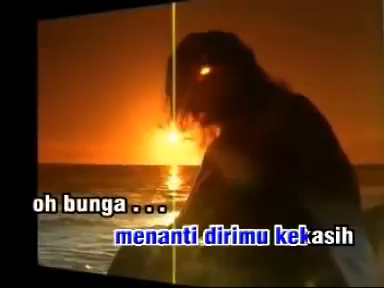 oh bunga . . .
menanti dirimu kekasih